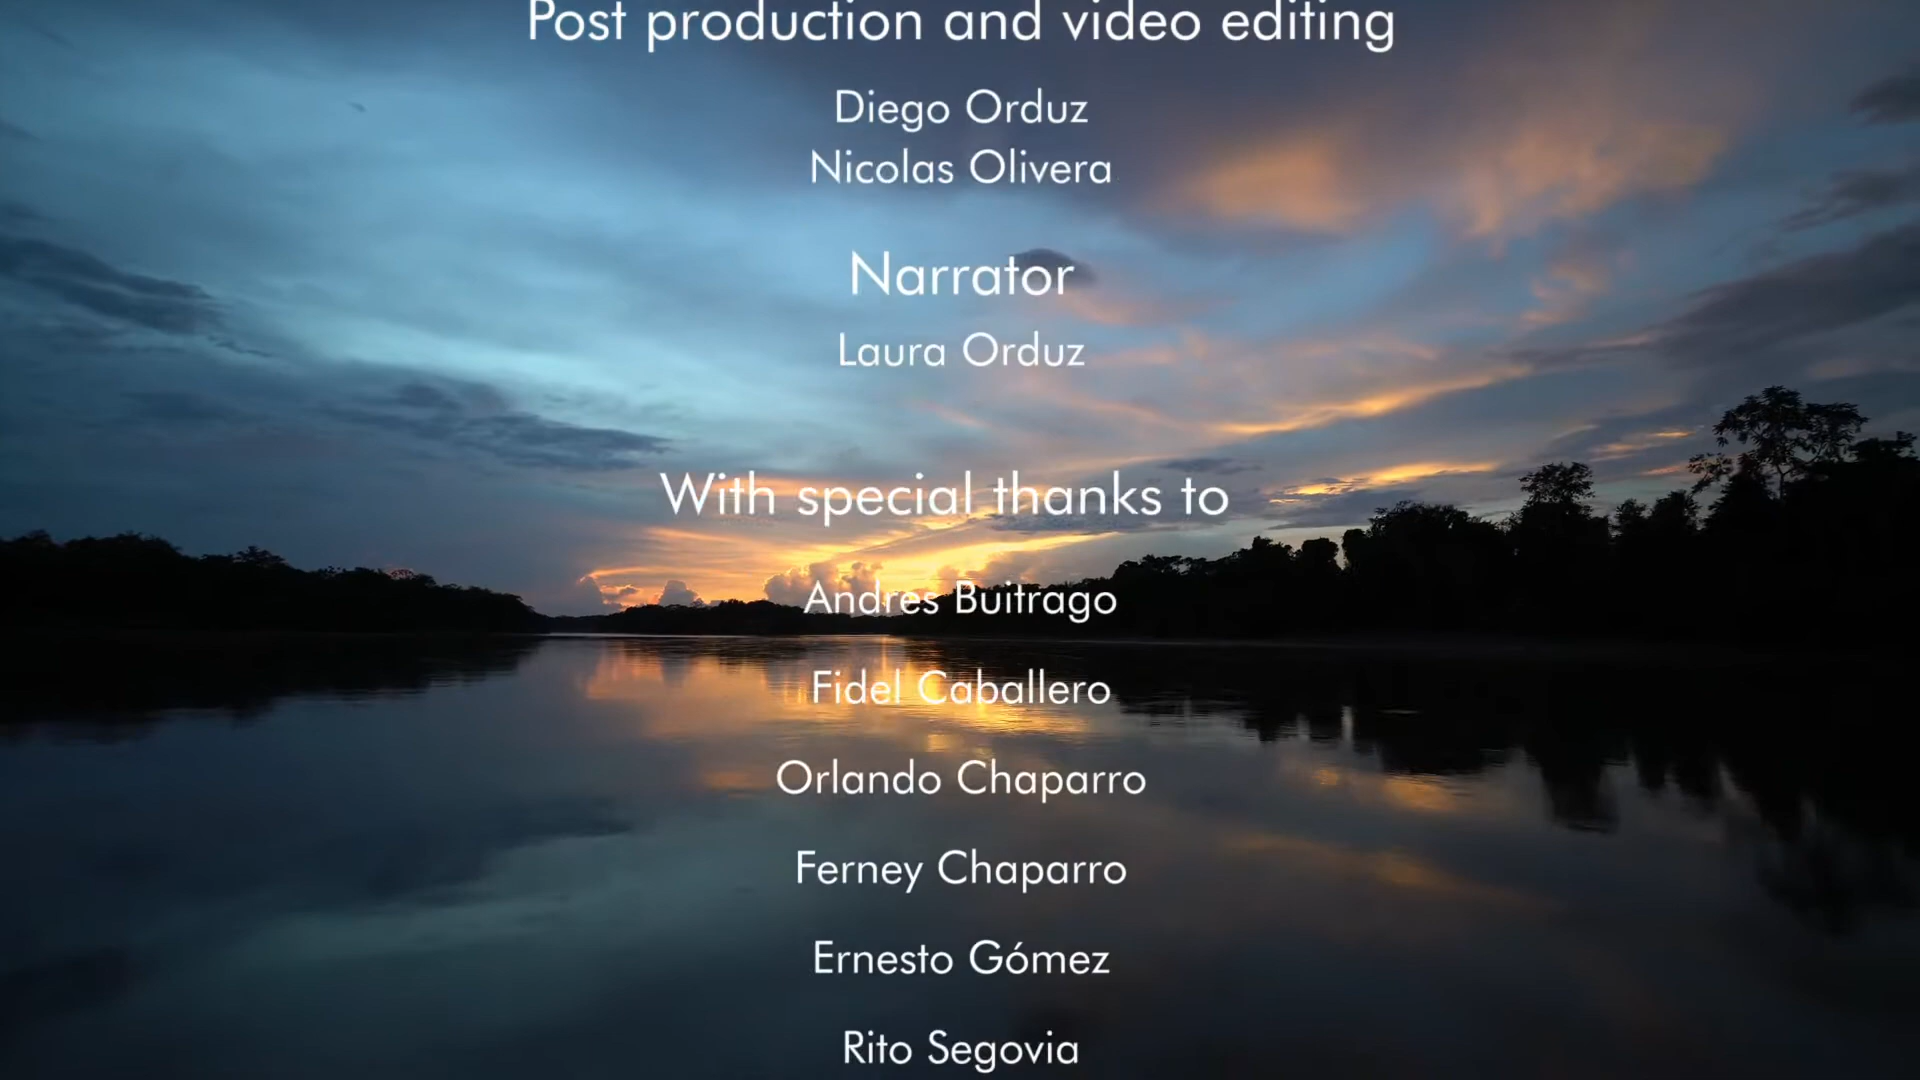 Post production and video editing
Diego Orduz
Nicolas Olivera
Narrator
Laura Orduz
With special thanks to
Andres Buitrago
Fidel Caballero
Orlando Chaparro
Ferney Chaparro
Ernesto Gómez
Rito Segovia